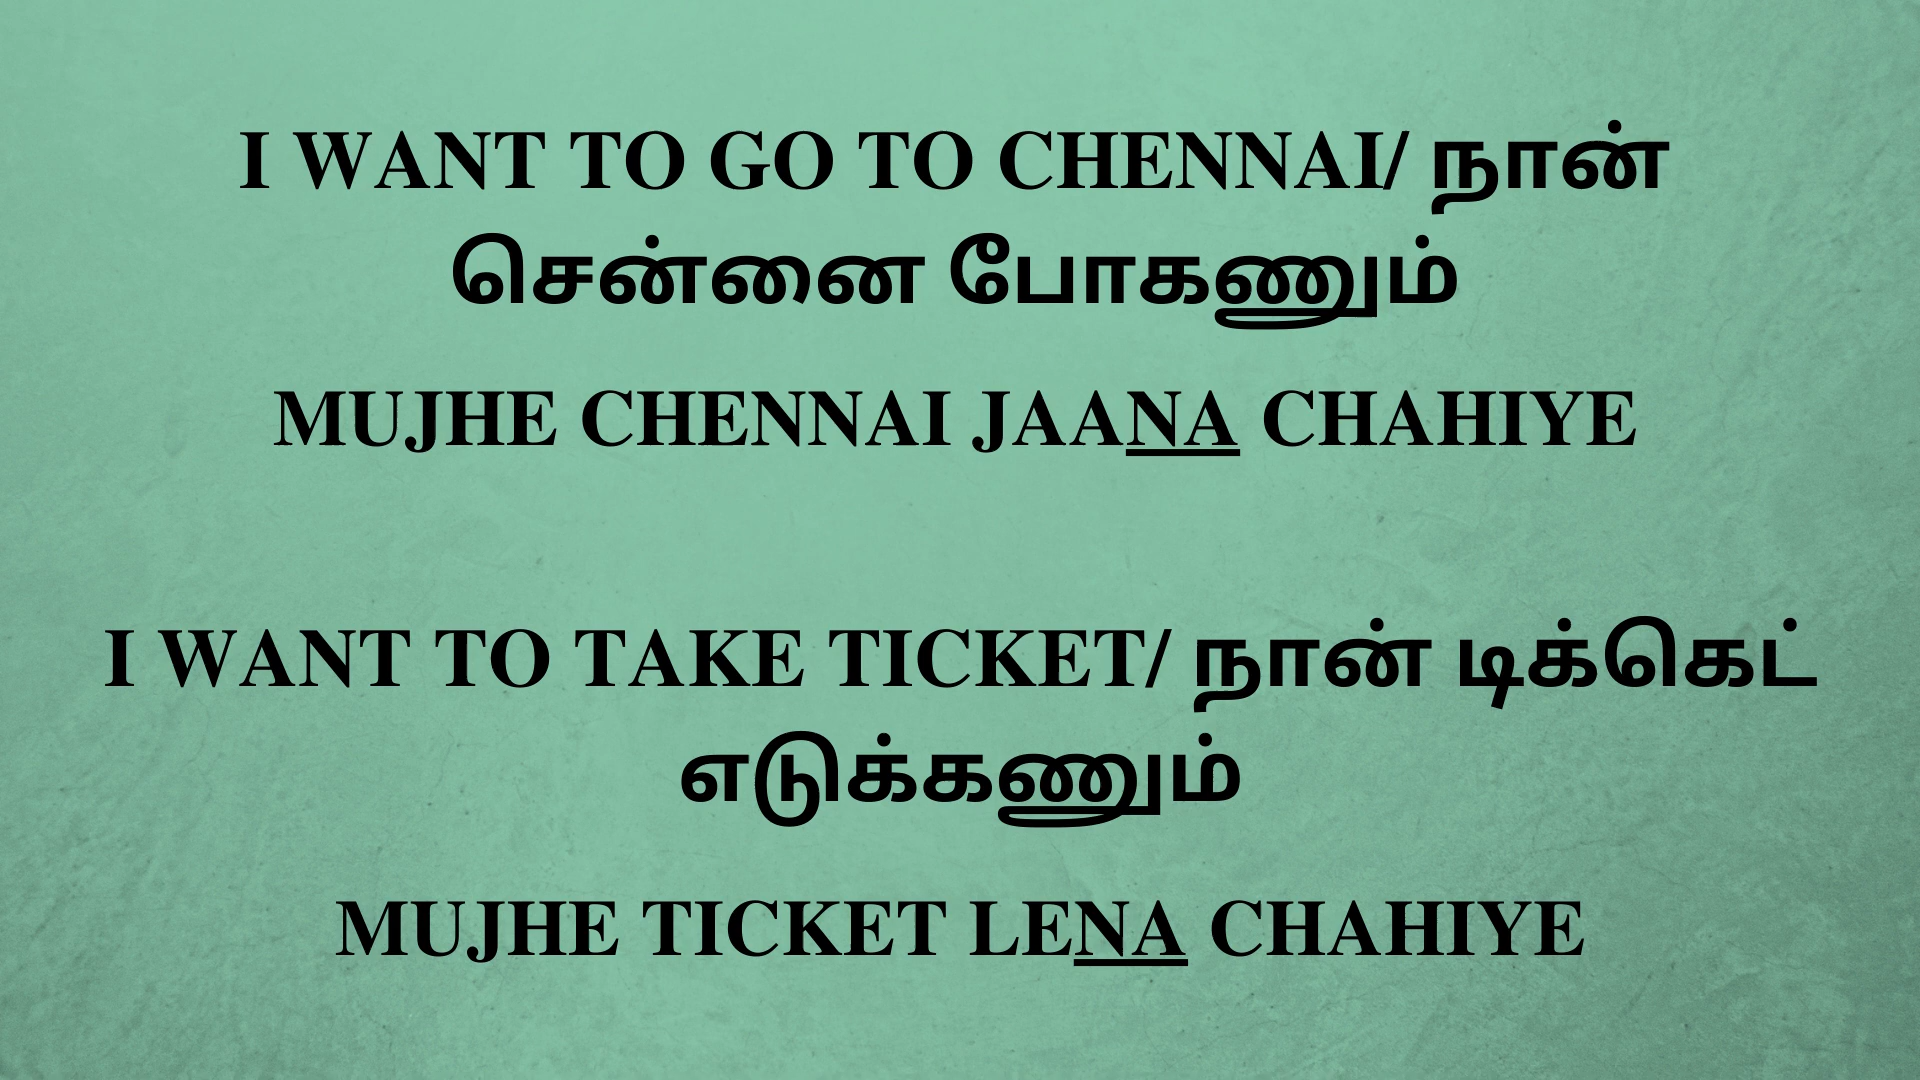 I WANT TO GO TO CHENNAI/ நான்
சென்னை போகணும்
MUJHE CHENNAI JAANA CHAHIYE
I WANT TO TAKE TICKET/ நான் டிக்கெட்
எடுக்கணும்
MUJHE TICKET LENA CHAHIYE